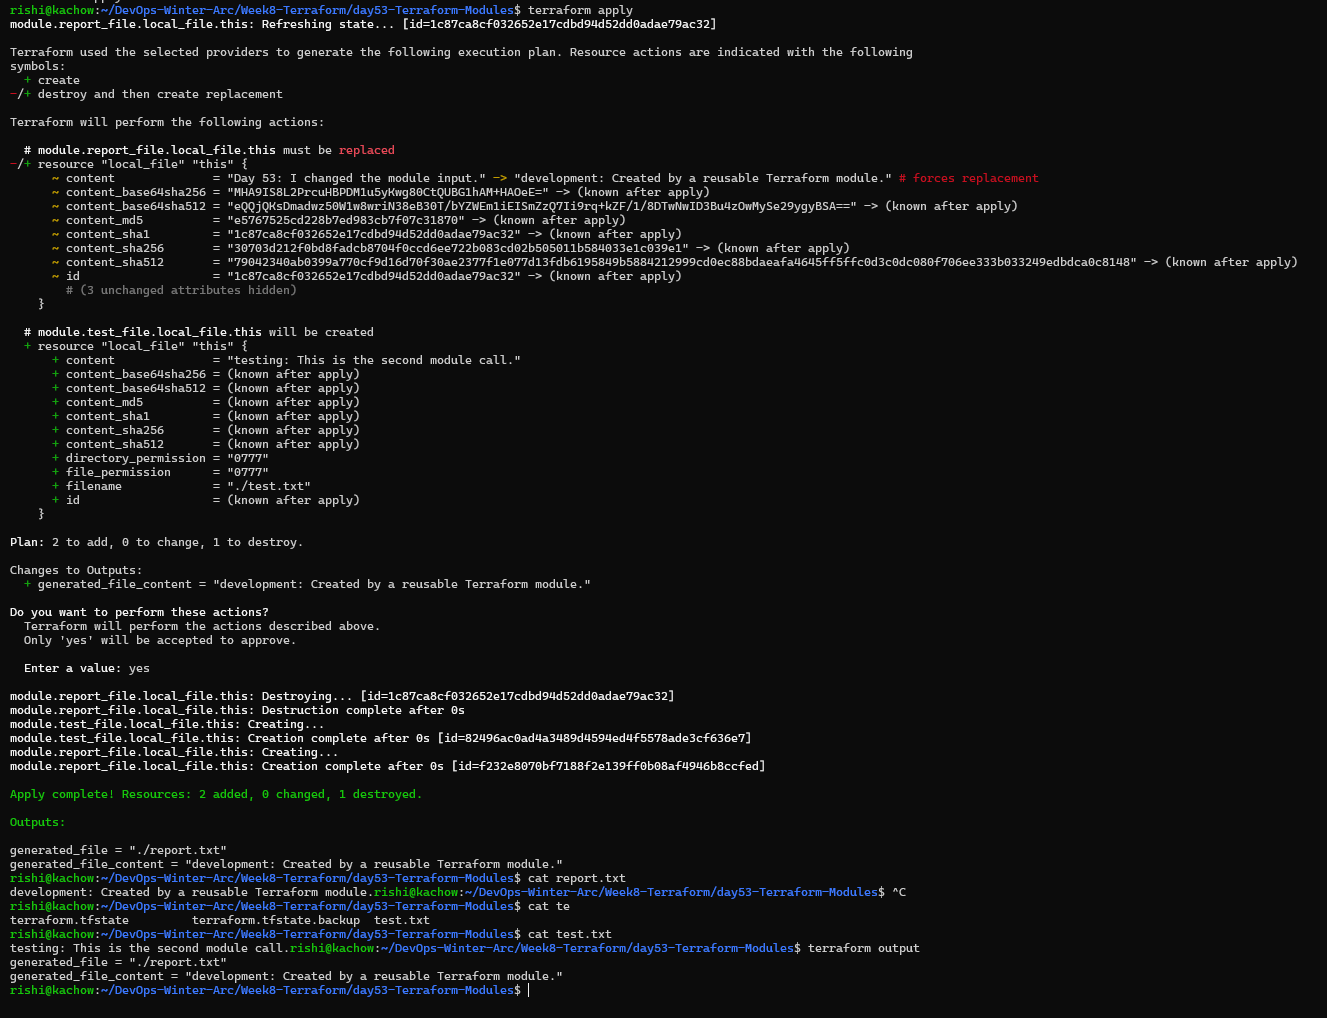 rishi@kachow:~/DevOps-Winter-Arc/Week8-Terraform/day53-Terraform-Modules$ terraform apply
module.report_file.local_file.this: Refreshing state... [id=1c87ca8cf032652e17cdbd94d52dd0adae79ac32]
Terraform used the selected providers to generate the following execution plan. Resource actions are indicated with the following
symbols:
  + create
-/+ destroy and then create replacement
Terraform will perform the following actions:
  # module.report_file.local_file.this must be replaced
-/+ resource "local_file" "this" {
      ~ content              = "Day 53: I changed the module input." -> "development: Created by a reusable Terraform module." # forces replacement
      ~ content_base64sha256 = "MHA9IS8L2PrcuHBPDM1u5yKwg80CtQUBG1hAM+HAOeE=" -> (known after apply)
      ~ content_base64sha512 = "eQQjQKsDmadwz50W1w8wriN38eB30T/bYZWEm1iEISmZzQ7Ii9rq+kZF/1/8DTwNwID3Bu4zOwMySe29ygyBSA==" -> (known after apply)
      ~ content_md5          = "e5767525cd228b7ed983cb7f07c31870" -> (known after apply)
      ~ content_sha1         = "1c87ca8cf032652e17cdbd94d52dd0adae79ac32" -> (known after apply)
      ~ content_sha256       = "30703d212f0bd8fadcb8704f0ccd6ee722b083cd02b505011b584033e1c039e1" -> (known after apply)
      ~ content_sha512       = "79042340ab0399a770cf9d16d70f30ae2377f1e077d13fdb6195849b5884212999cd0ec88bdaeafa4645ff5ffc0d3c0dc080f706ee333b033249edbdca0c8148" -> (known after apply)
      ~ id                   = "1c87ca8cf032652e17cdbd94d52dd0adae79ac32" -> (known after apply)
        # (3 unchanged attributes hidden)
    }
  # module.test_file.local_file.this will be created
  + resource "local_file" "this" {
      + content              = "testing: This is the second module call."
      + content_base64sha256 = (known after apply)
      + content_base64sha512 = (known after apply)
      + content_md5          = (known after apply)
      + content_sha1         = (known after apply)
      + content_sha256       = (known after apply)
      + content_sha512       = (known after apply)
      + directory_permission = "0777"
      + file_permission      = "0777"
      + filename             = "./test.txt"
      + id                   = (known after apply)
    }
Plan: 2 to add, 0 to change, 1 to destroy.
Changes to Outputs:
  + generated_file_content = "development: Created by a reusable Terraform module."
Do you want to perform these actions?
  Terraform will perform the actions described above.
  Only 'yes' will be accepted to approve.
  Enter a value: yes
module.report_file.local_file.this: Destroying... [id=1c87ca8cf032652e17cdbd94d52dd0adae79ac32]
module.report_file.local_file.this: Destruction complete after 0s
module.test_file.local_file.this: Creating...
module.test_file.local_file.this: Creation complete after 0s [id=82496ac0ad4a3489d4594ed4f5578ade3cf636e7]
module.report_file.local_file.this: Creating...
module.report_file.local_file.this: Creation complete after 0s [id=f232e8070bf7188f2e139ff0b08af4946b8ccfed]
Apply complete! Resources: 2 added, 0 changed, 1 destroyed.
Outputs:
generated_file = "./report.txt"
generated_file_content = "development: Created by a reusable Terraform module."
rishi@kachow:~/DevOps-Winter-Arc/Week8-Terraform/day53-Terraform-Modules$ cat report.txt
development: Created by a reusable Terraform module.rishi@kachow:~/DevOps-Winter-Arc/Week8-Terraform/day53-Terraform-Modules$ ^C
rishi@kachow:~/DevOps-Winter-Arc/Week8-Terraform/day53-Terraform-Modules$ cat te
terraform.tfstate         terraform.tfstate.backup  test.txt
rishi@kachow:~/DevOps-Winter-Arc/Week8-Terraform/day53-Terraform-Modules$ cat test.txt
testing: This is the second module call.rishi@kachow:~/DevOps-Winter-Arc/Week8-Terraform/day53-Terraform-Modules$ terraform output
generated_file = "./report.txt"
generated_file_content = "development: Created by a reusable Terraform module."
rishi@kachow:~/DevOps-Winter-Arc/Week8-Terraform/day53-Terraform-Modules$